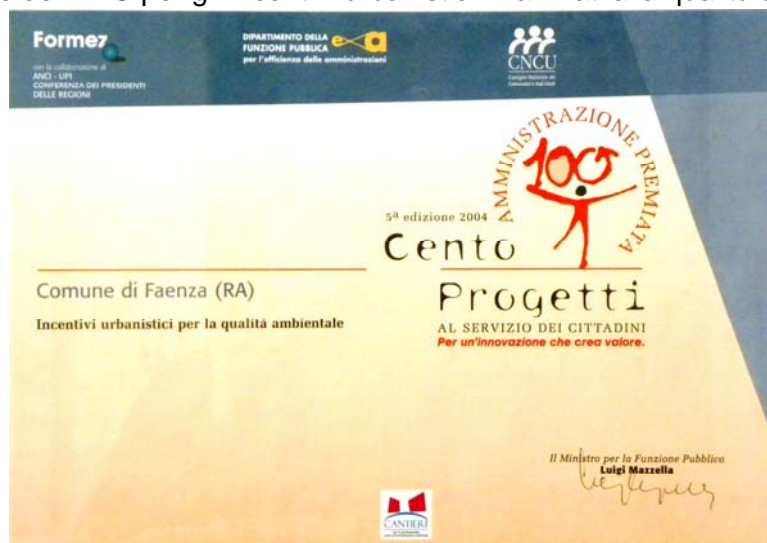 Formez
con la collaborazione di
ANCI - UPI
CONFERENZA DEI PRESIDENTI
DELLE REGIONI
DIPARTIMENTO DELLA
FUNZIONE PUBBLICA
per l'efficienza delle amministrazioni
CNCU
AMMINISTRAZIONE PREMIATA
100
5ª edizione 2004
Cento
Progetti
AL SERVIZIO DEI CITTADINI
Per un'innovazione che crea valore.
Comune di Faenza (RA)
Incentivi urbanistici per la qualità ambientale
Il Ministro per la Funzione Pubblica
Luigi Mazzella
CANTIERI